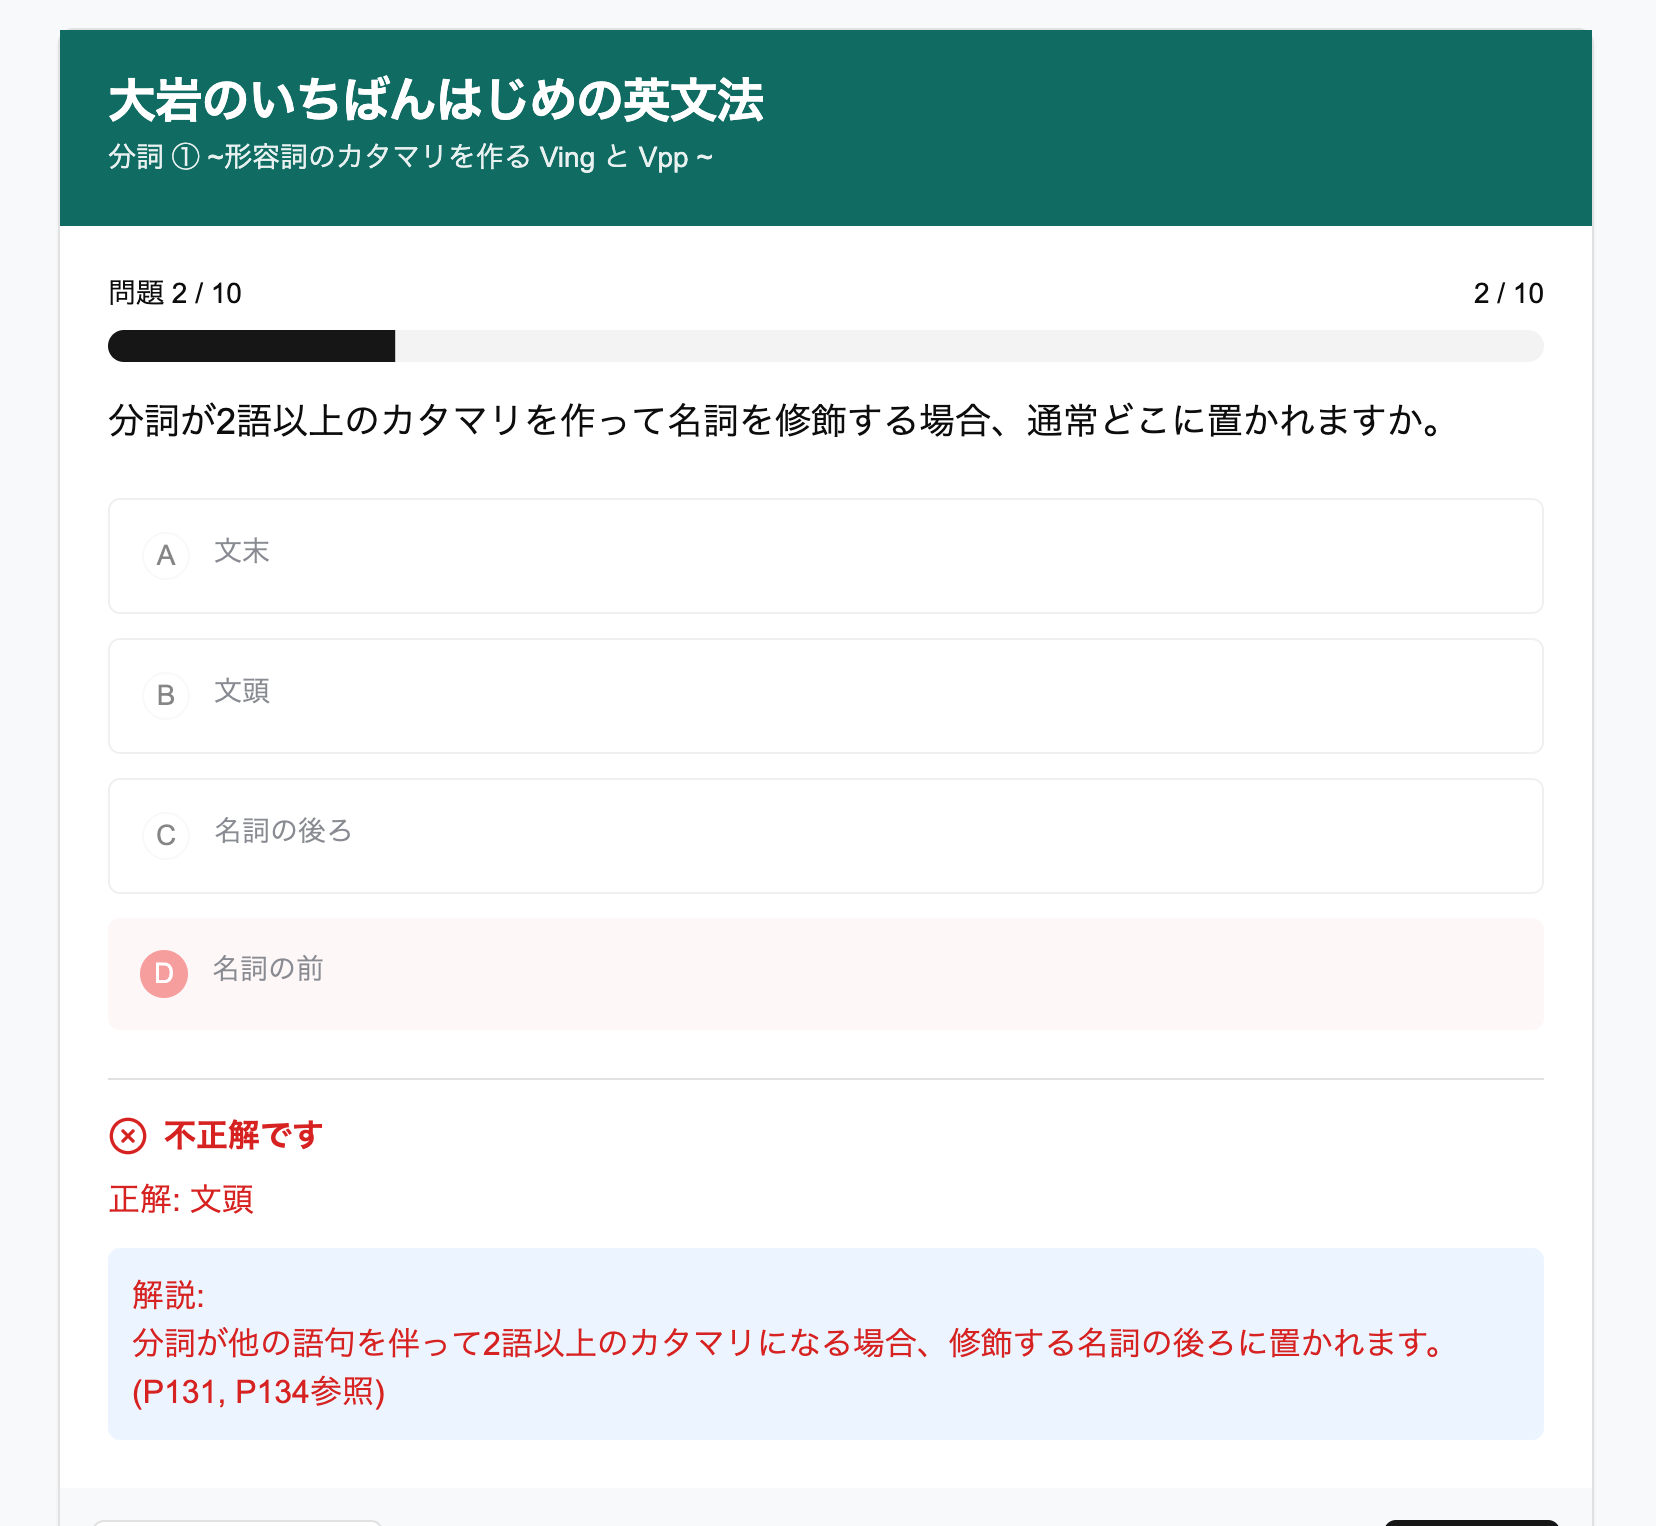 大岩のいちばんはじめの英文法
分詞 ① ~形容詞のカタマリを作る Ving と Vpp ~
問題 2 / 10
2 / 10
分詞が2語以上のカタマリを作って名詞を修飾する場合、通常どこに置かれますか。
A 文末
B 文頭
C 名詞の後ろ
D 名詞の前
不正解です
正解: 文頭
解説:
分詞が他の語句を伴って2語以上のカタマリになる場合、修飾する名詞の後ろに置かれます。
(P131, P134参照)